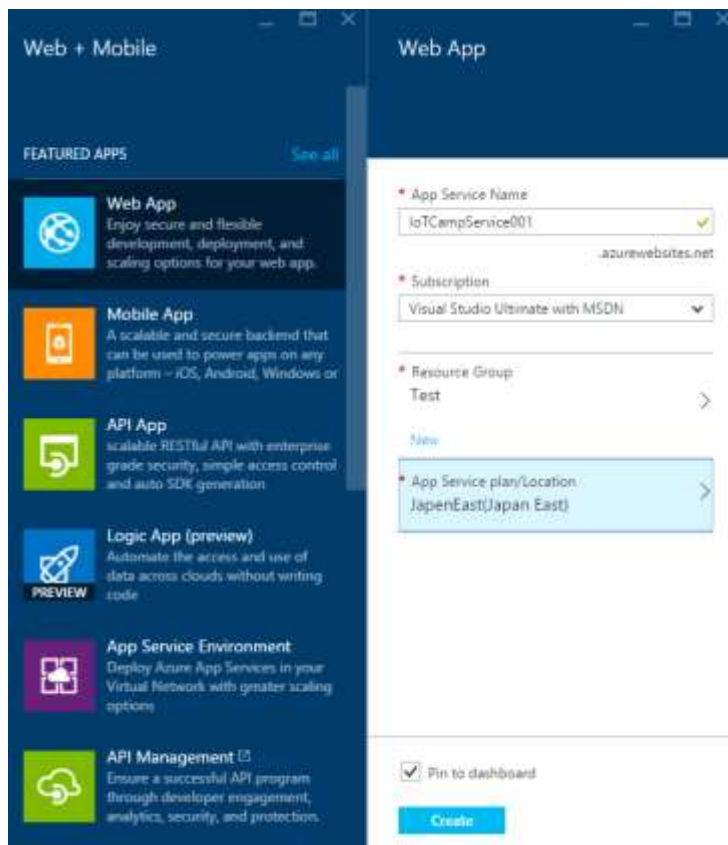 Web + Mobile
FEATURED APPS
See all
Web App
Enjoy secure and flexible
development, deployment, and
scaling options for your web app.
Mobile App
A scalable and secure backend that
can be used to power apps on any
platform – iOS, Android, Windows or
API App
scalable RESTful API with enterprise
grade security, simple access control
and auto SDK generation
Logic App (preview)
Automate the access and use of
data across clouds without writing
code
PREVIEW
App Service Environment
Deploy Azure App Services in your
Virtual Network with greater scaling
options
API Management
Ensure a successful API program
through developer engagement,
analytics, security, and protection.
Web App
* App Service Name
IoTCampService001
.azurewebsites.net
* Subscription
Visual Studio Ultimate with MSDN
* Resource Group
Test
New
* App Service plan/Location
JapenEast(Japan East)
Pin to dashboard
Create